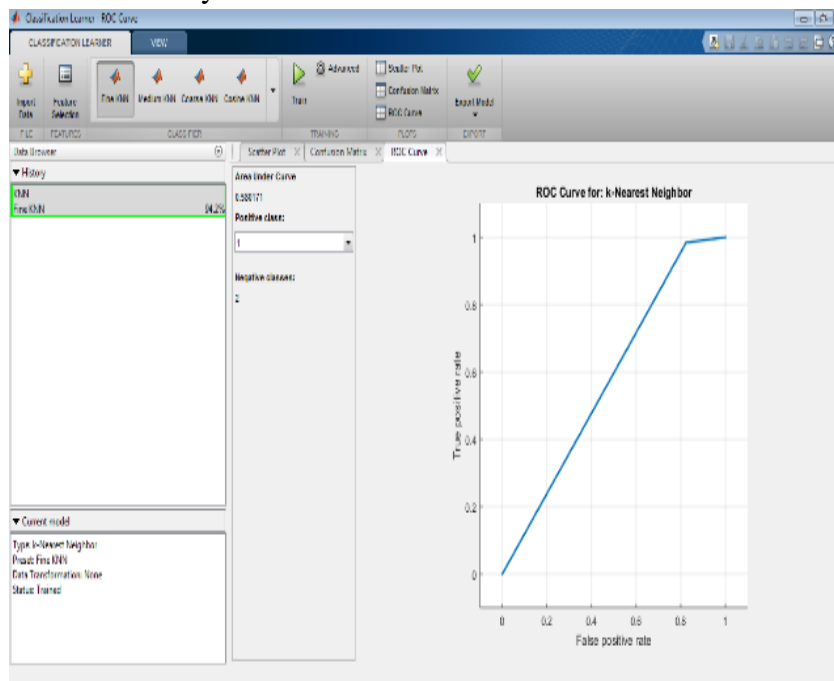 Classification Learner - ROC Curve
CLASSIFICATION LEARNER
VIEW
Import Data
Feature Selection
Fine KNN
Medium KNN
Coarse KNN
Cosine KNN
Train
Advanced
Scatter Plot
Confusion Matrix
ROC Curve
Export Model
FILE
FEATURES
CLASSIFIER
TRAINING
PLOTS
EXPORT
Data Browser
Scatter Plot
Confusion Matrix
ROC Curve
▼ History
KNN
Fine KNN
94.2%
▼ Current model
Type: k-Nearest Neighbor
Preset: Fine KNN
Data Transformation: None
Status: Trained
Area Under Curve
0.580171
Positive class:
1
Negative classes:
2
ROC Curve for: k-Nearest Neighbor
True positive rate
1
0.8
0.6
0.4
0.2
0
0 0.2 0.4 0.6 0.8 1
False positive rate